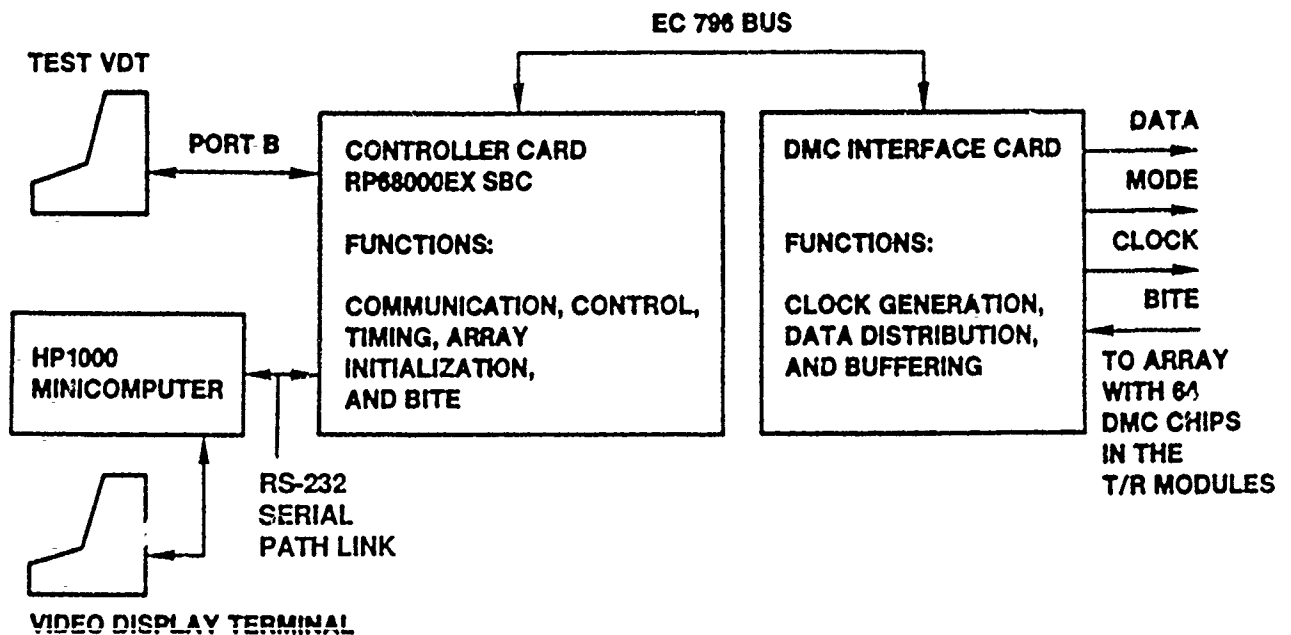 EC 796 BUS
TEST VDT
PORT B
CONTROLLER CARD
RP68000EX SBC
FUNCTIONS:
COMMUNICATION, CONTROL,
TIMING, ARRAY
INITIALIZATION,
AND BITE
DMC INTERFACE CARD
FUNCTIONS:
CLOCK GENERATION,
DATA DISTRIBUTION,
AND BUFFERING
DATA
MODE
CLOCK
BITE
TO ARRAY
WITH 64
DMC CHIPS
IN THE
T/R MODULES
HP1000
MINICOMPUTER
RS-232
SERIAL
PATH LINK
VIDEO DISPLAY TERMINAL